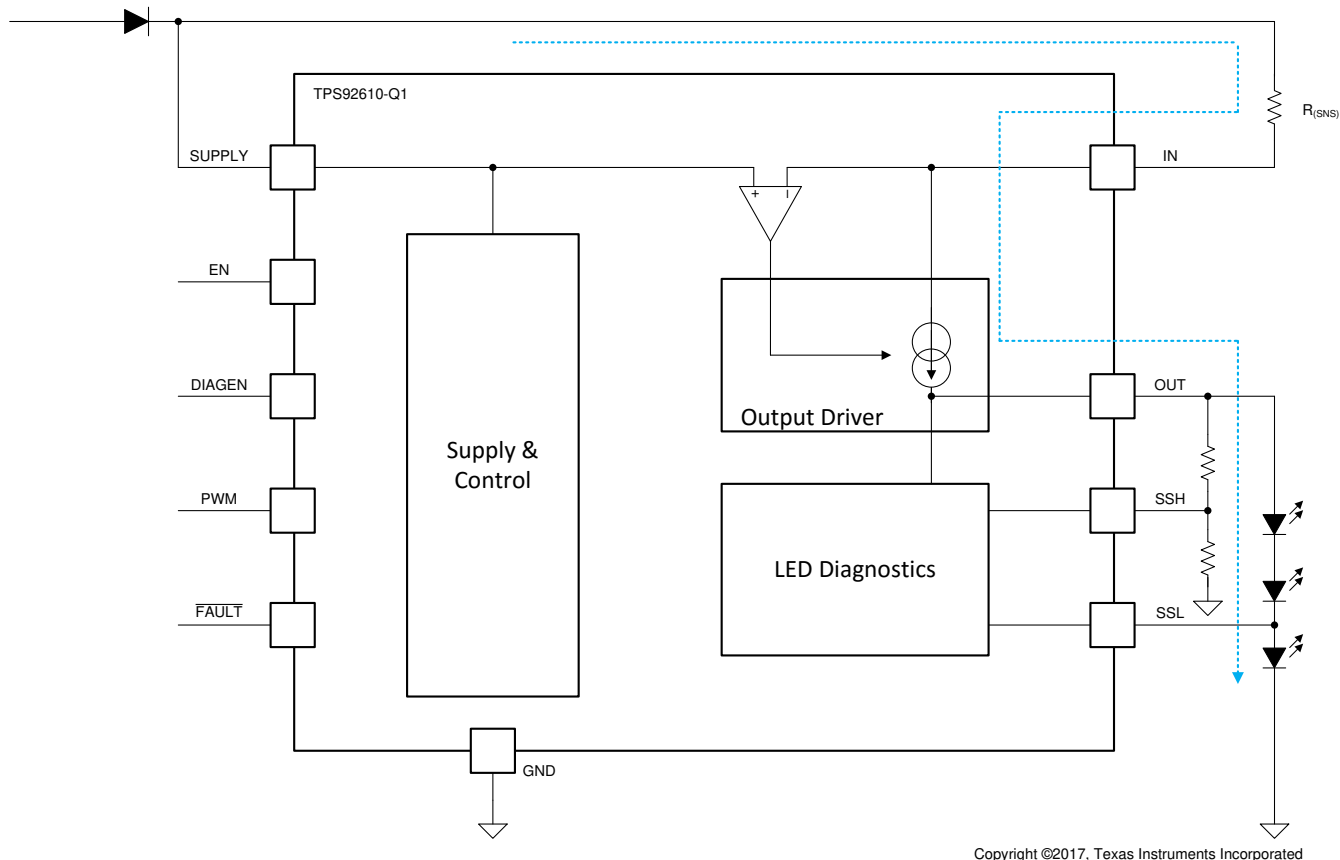 TPS92610-Q1
R(SNS)
SUPPLY
IN
+
–
EN
DIAGEN
OUT
Output Driver
Supply &
Control
PWM
SSH
LED Diagnostics
FAULT
SSL
GND
Copyright ©2017, Texas Instruments Incorporated